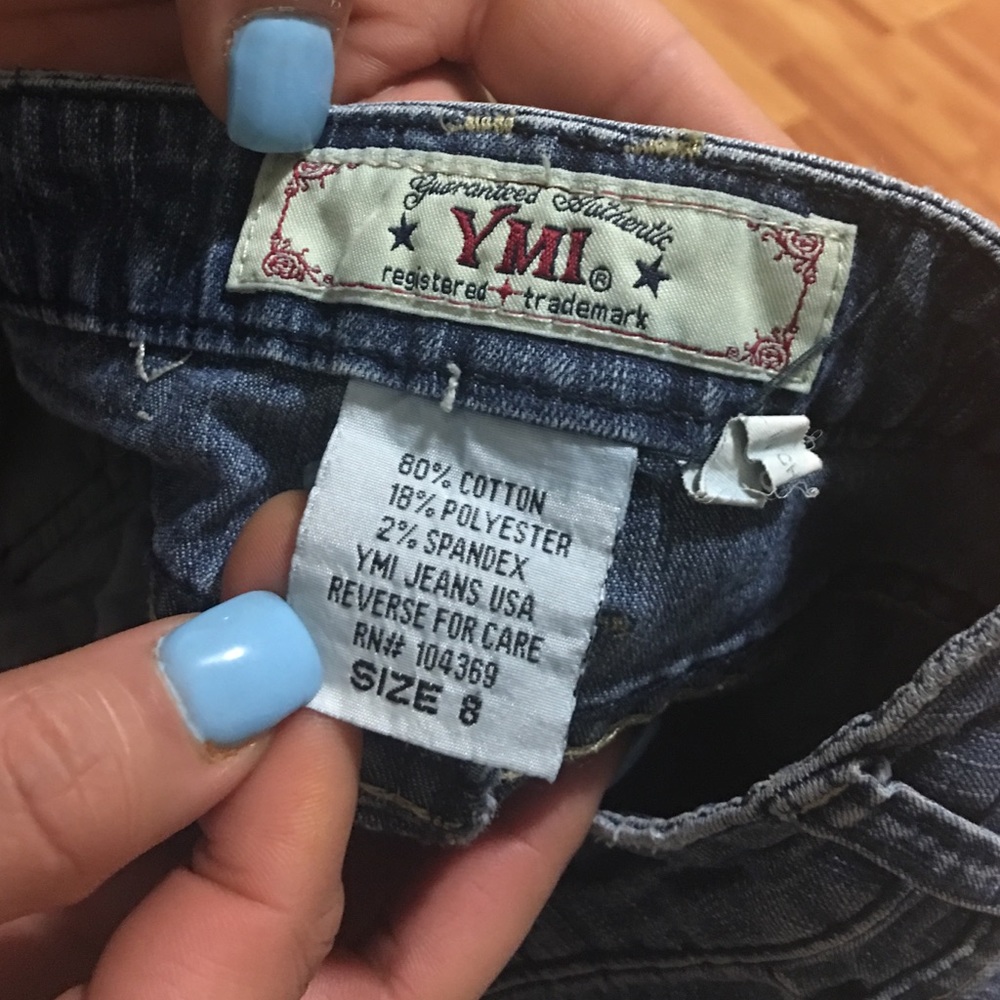 Guaranteed Authentic
YMI®
registered trademark
80% COTTON
18% POLYESTER
2% SPANDEX
YMI JEANS USA
REVERSE FOR CARE
RN# 104369
SIZE 8